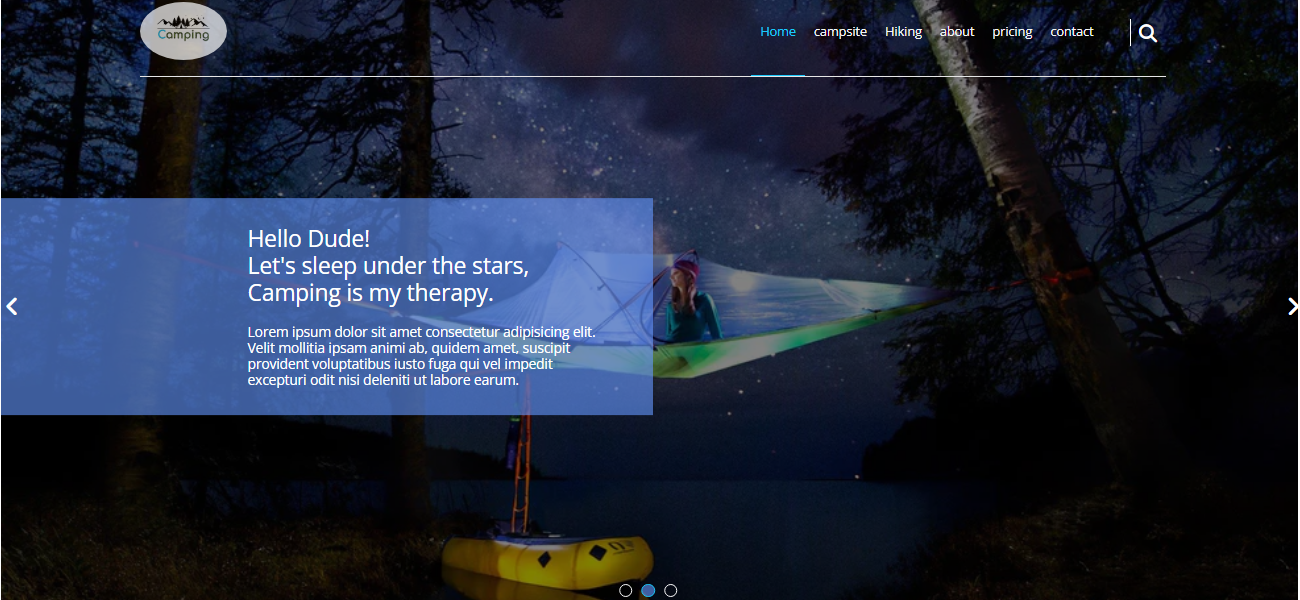 Camping
Home campsite Hiking about pricing contact
Hello Dude!
Let's sleep under the stars,
Camping is my therapy.
Lorem ipsum dolor sit amet consectetur adipisicing elit.
Velit mollitia ipsam animi ab, quidem amet, suscipit
provident voluptatibus iusto fuga qui vel impedit
excepturi odit nisi deleniti ut labore earum.